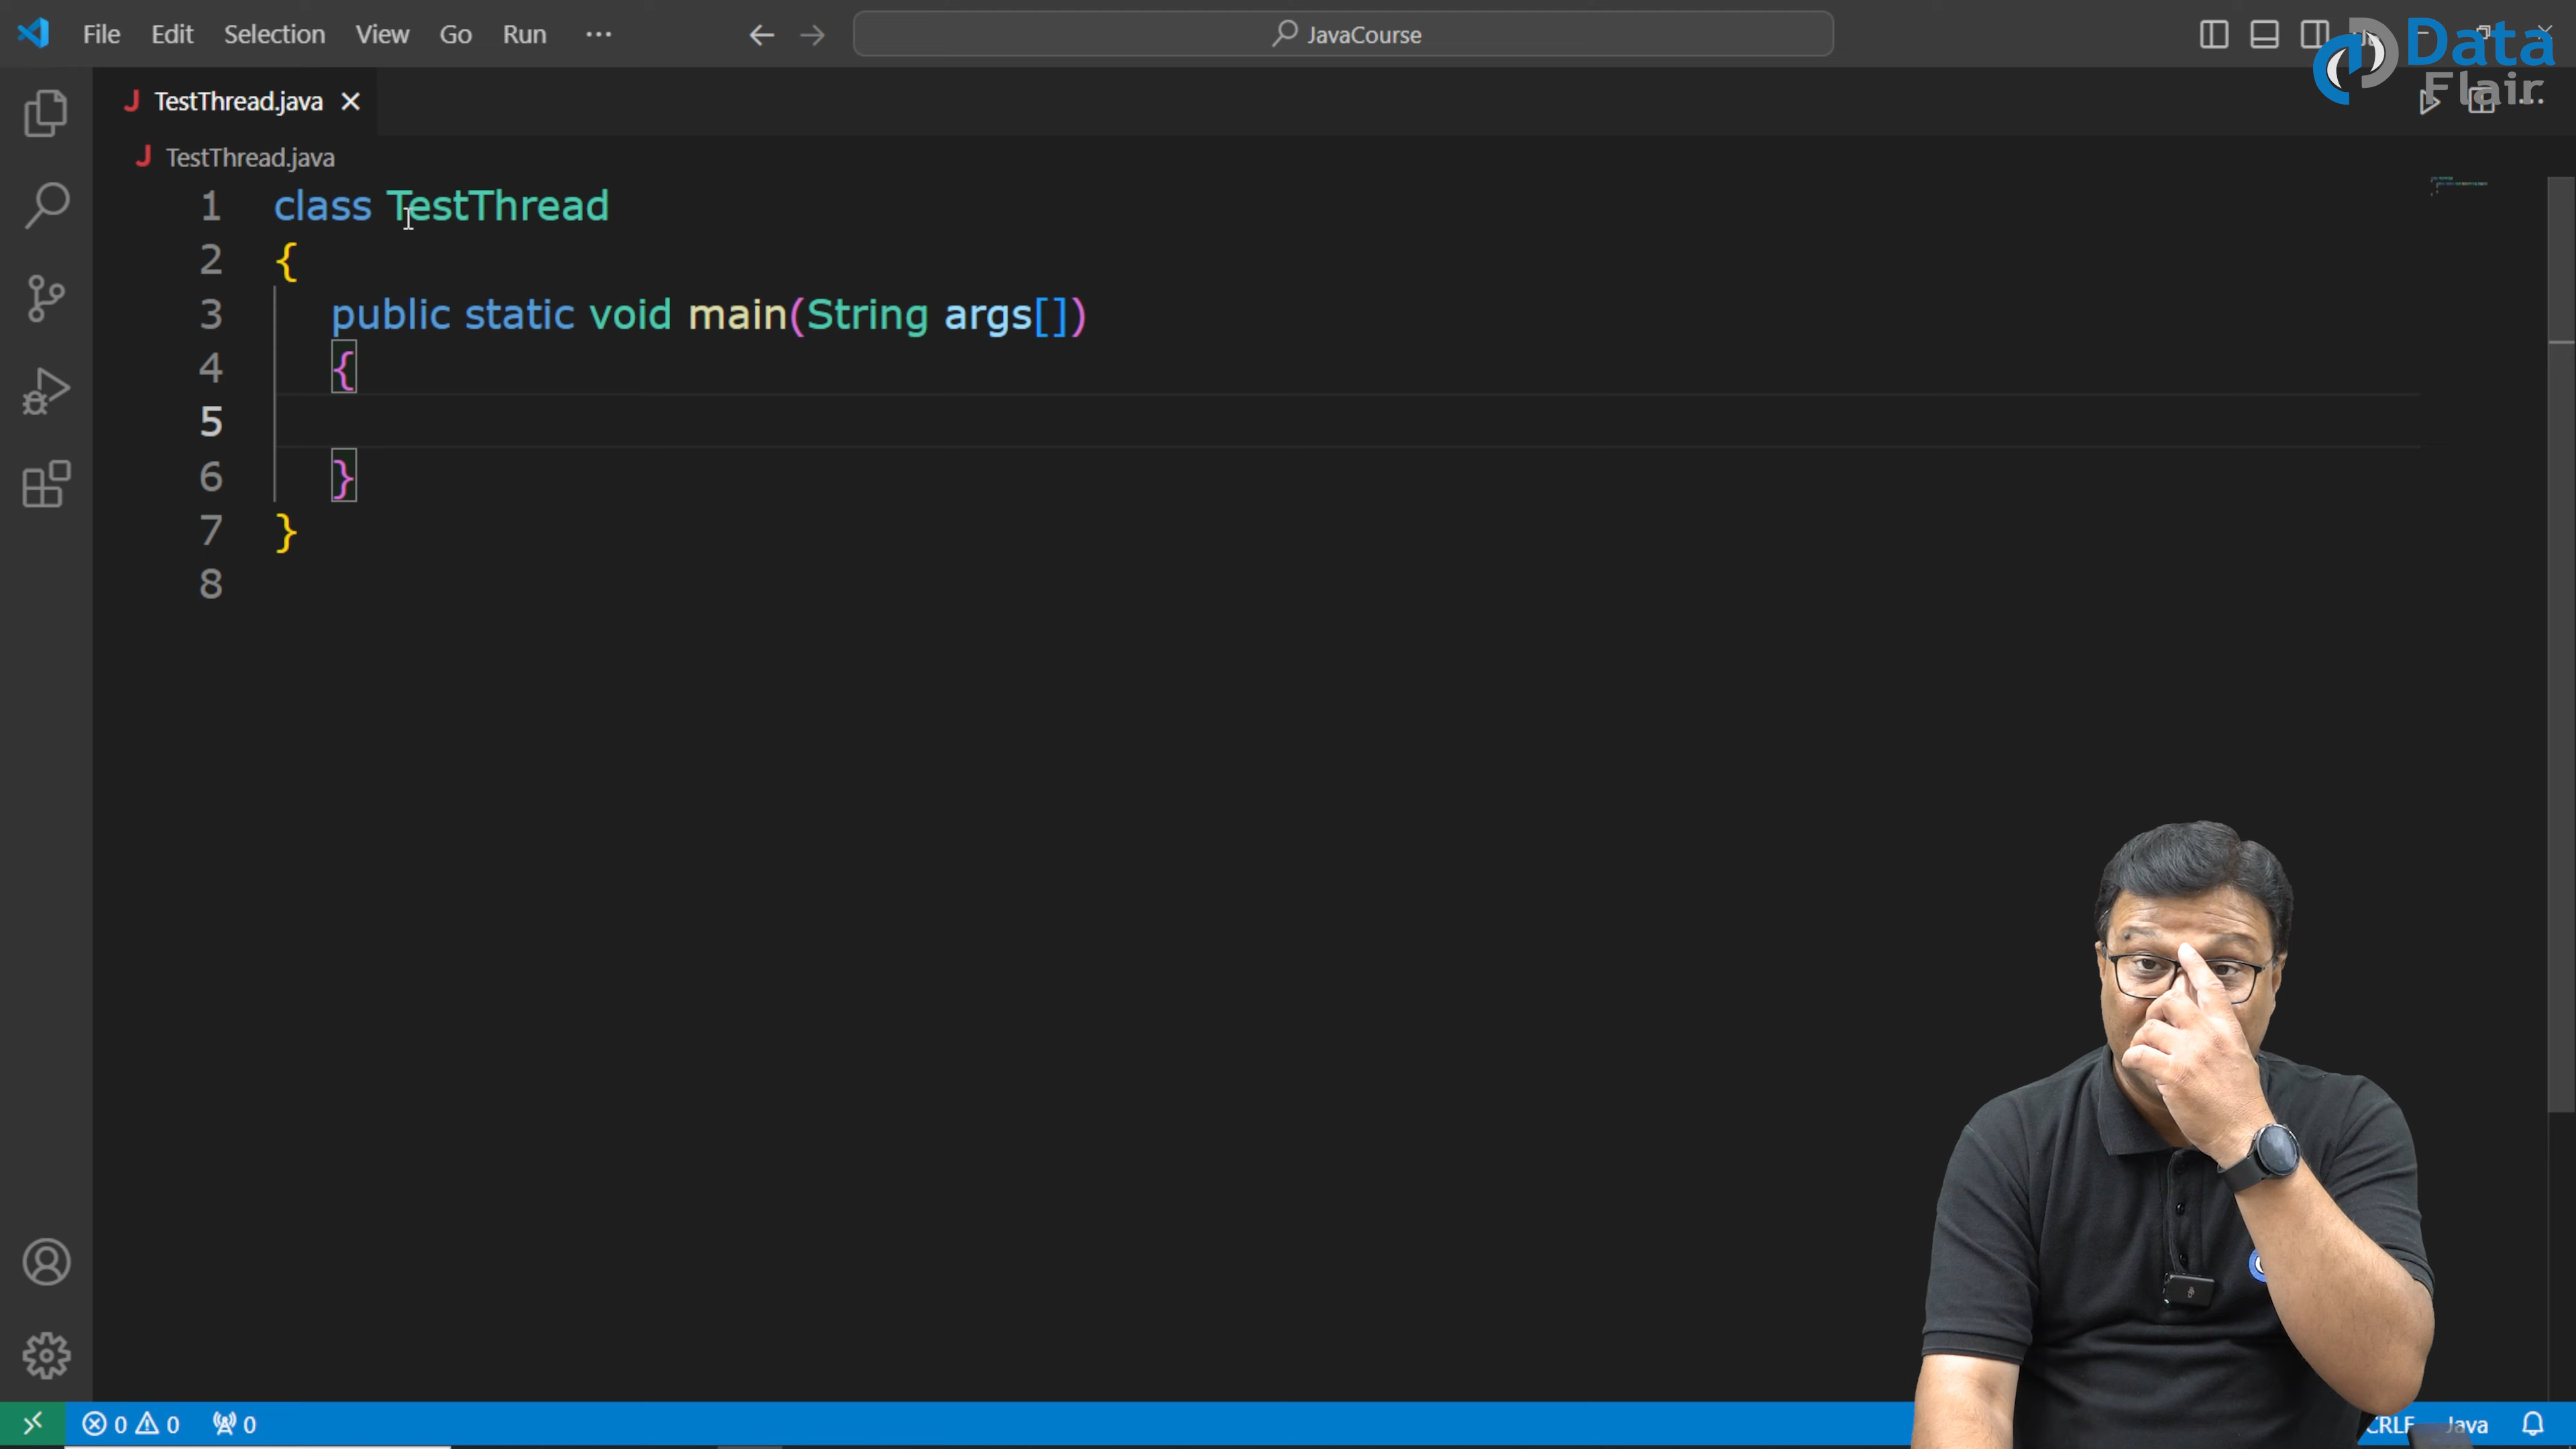 File Edit Selection View Go Run ··· JavaCourse
Data
Flair
TestThread.java
TestThread.java
1 class TestThread
2 {
3 public static void main(String args[])
4 {
5
6 }
7 }
8
0 0 0 CRLF Java